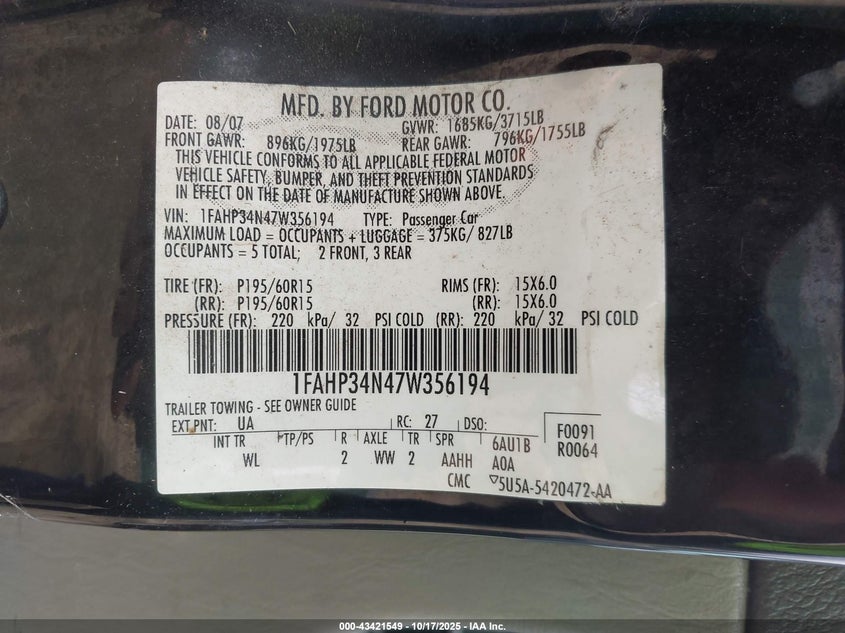 MFD. BY FORD MOTOR CO.
DATE: 08/07 GVWR: 1685KG/3715LB
FRONT GAWR: 896KG/1975LB REAR GAWR: 796KG/1755LB
THIS VEHICLE CONFORMS TO ALL APPLICABLE FEDERAL MOTOR
VEHICLE SAFETY, BUMPER, AND THEFT PREVENTION STANDARDS
IN EFFECT ON THE DATE OF MANUFACTURE SHOWN ABOVE.
VIN: 1FAHP34N47W356194 TYPE: Passenger Car
MAXIMUM LOAD = OCCUPANTS + LUGGAGE = 375KG/ 827LB
OCCUPANTS = 5 TOTAL; 2 FRONT, 3 REAR
TIRE (FR): P195/60R15 RIMS (FR): 15X6.0
(RR): P195/60R15 (RR): 15X6.0
PRESSURE (FR): 220 kPa/ 32 PSI COLD (RR): 220 kPa/ 32 PSI COLD
1FAHP34N47W356194
TRAILER TOWING - SEE OWNER GUIDE
EXT PNT: UA RC: 27 DSO: F0091
INT TR TP/PS R AXLE TR SPR 6AU1B R0064
WL 2 WW 2 AAHH A0A
CMC ▽5U5A-5420472-AA
000-43421549 - 10/17/2025 - IAA Inc.